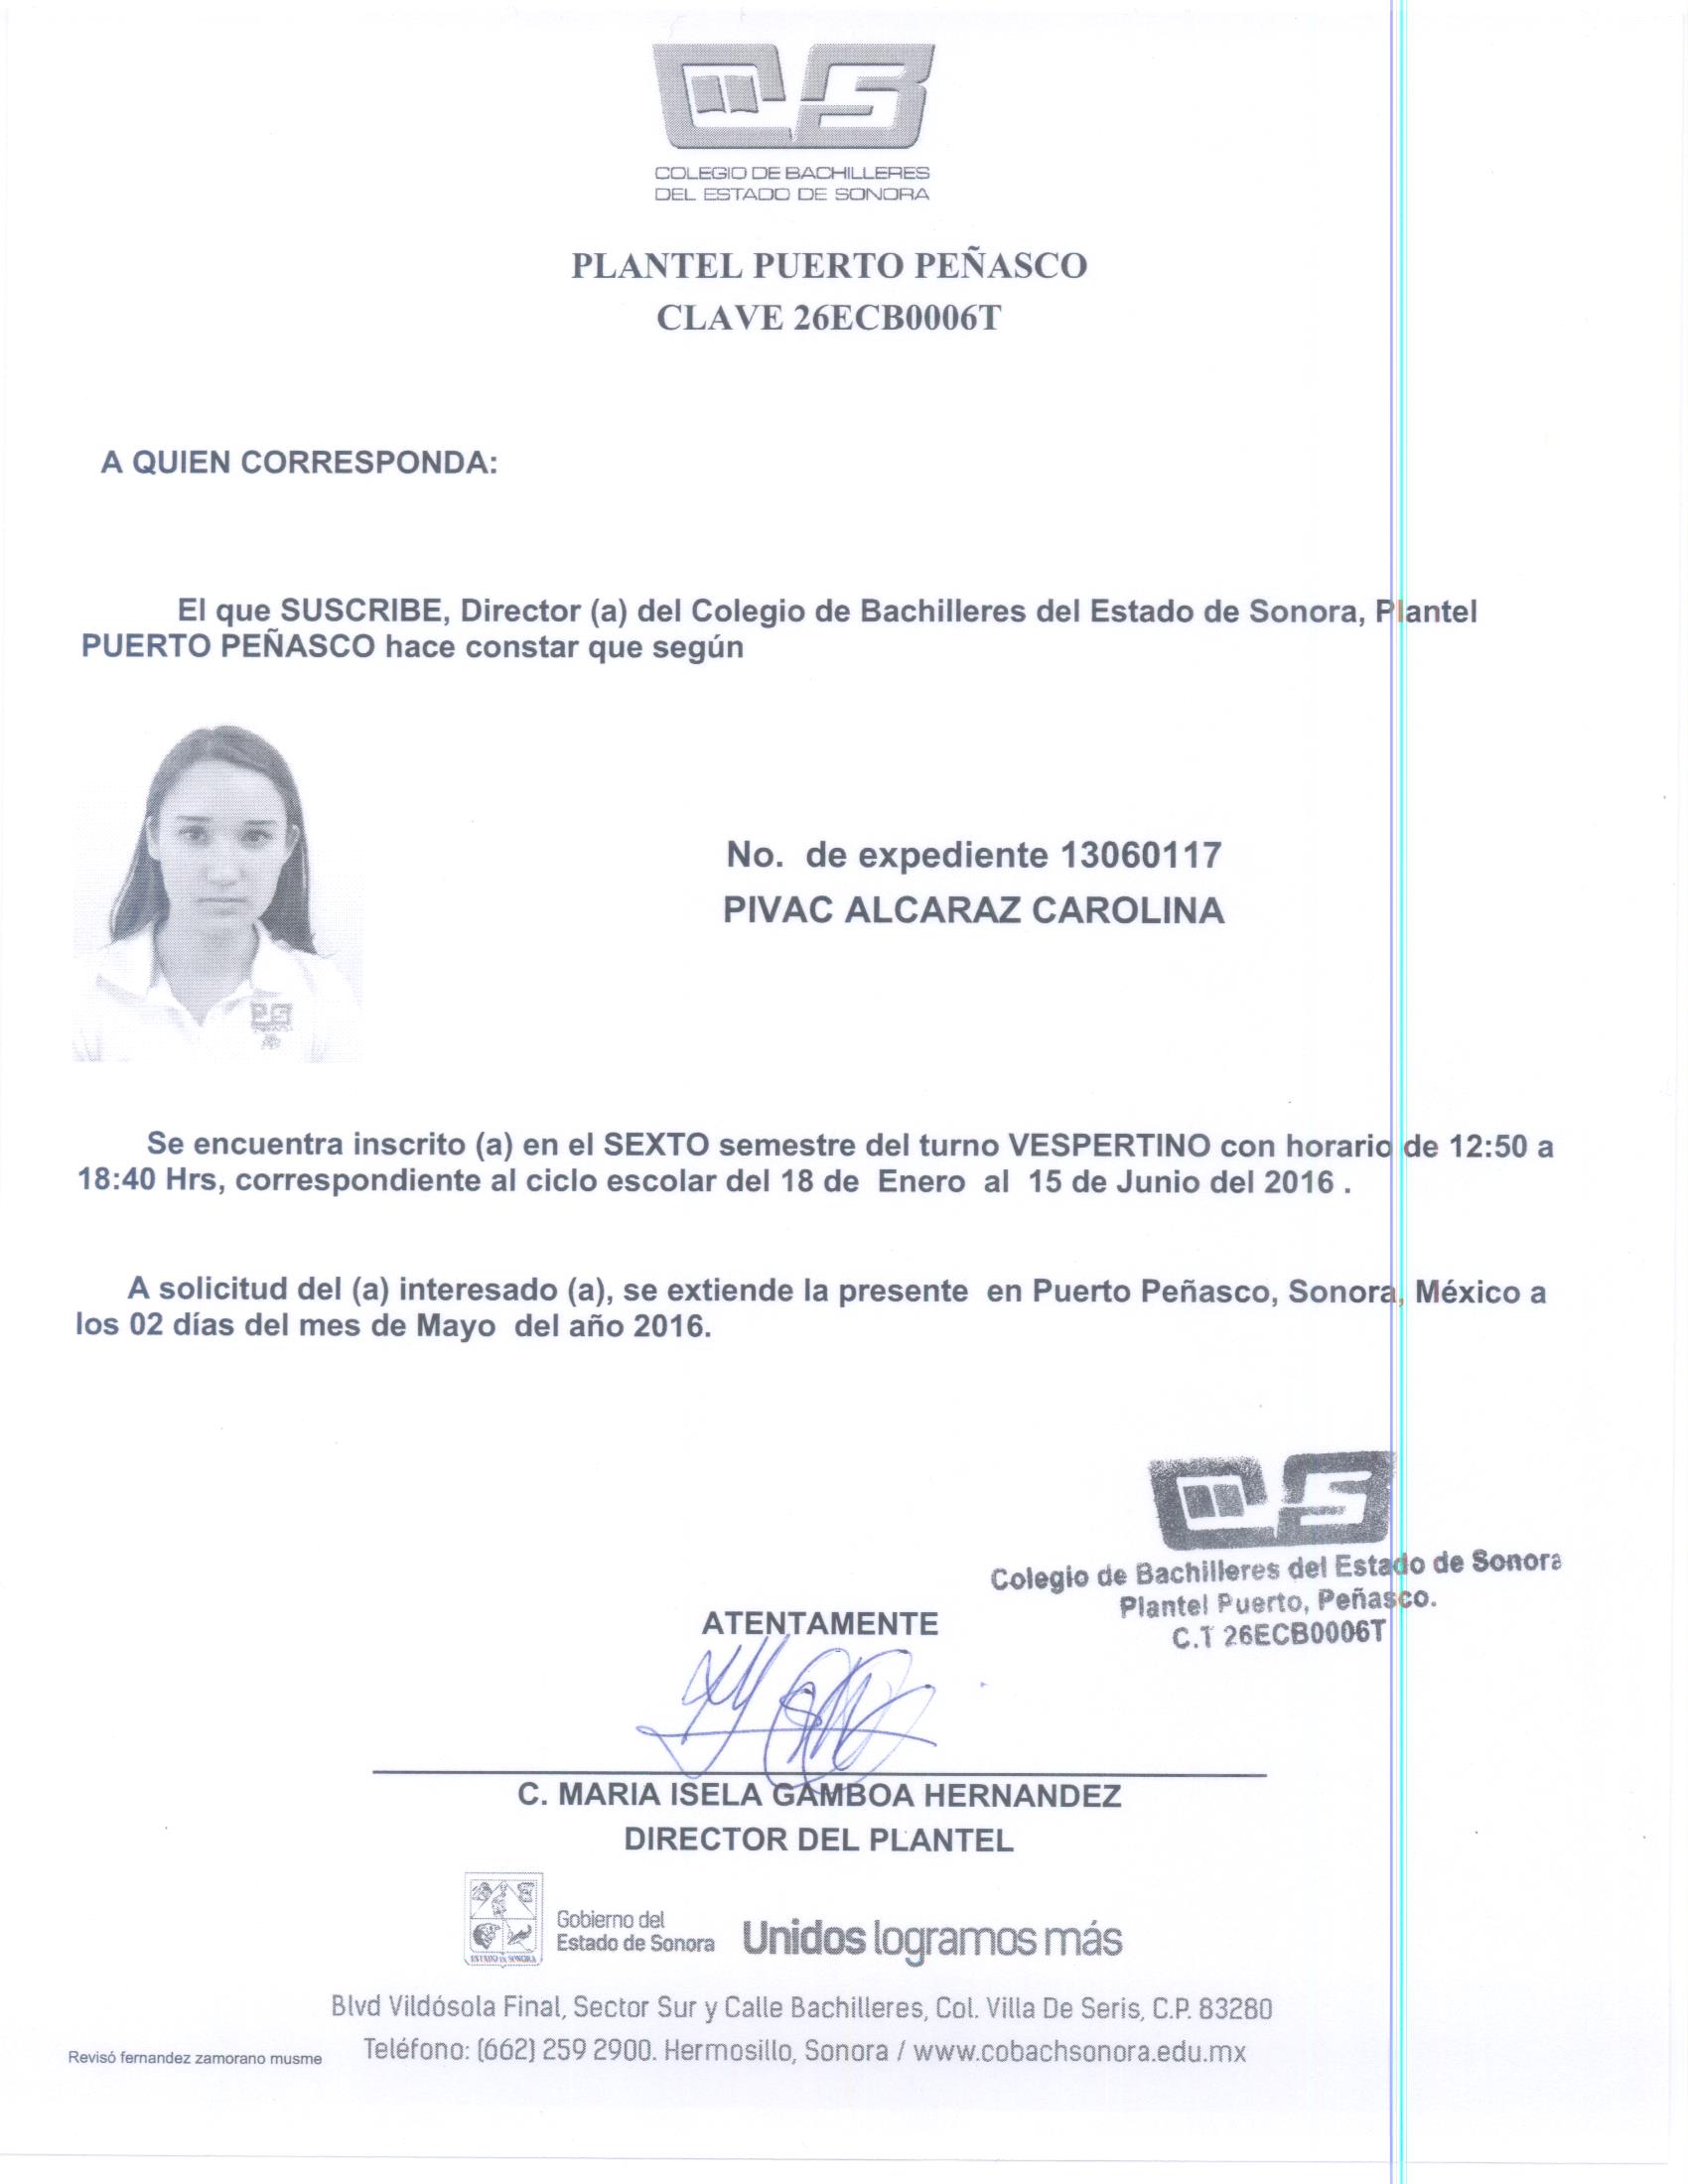 COLEGIO DE BACHILLERES
DEL ESTADO DE SONORA
PLANTEL PUERTO PEÑASCO
CLAVE 26ECB0006T
A QUIEN CORRESPONDA:
El que SUSCRIBE, Director (a) del Colegio de Bachilleres del Estado de Sonora, Plantel
PUERTO PEÑASCO hace constar que según
No. de expediente 13060117
PIVAC ALCARAZ CAROLINA
Se encuentra inscrito (a) en el SEXTO semestre del turno VESPERTINO con horario de 12:50 a
18:40 Hrs, correspondiente al ciclo escolar del 18 de Enero al 15 de Junio del 2016 .
A solicitud del (a) interesado (a), se extiende la presente en Puerto Peñasco, Sonora, México a
los 02 días del mes de Mayo del año 2016.
Colegio de Bachilleres del Estado de Sonora
Plantel Puerto, Peñasco.
C.T 26ECB0006T
ATENTAMENTE
C. MARIA ISELA GAMBOA HERNANDEZ
DIRECTOR DEL PLANTEL
ESTADO DE SONORA
Gobierno del
Estado de Sonora
Unidos logramos más
Blvd Vildósola Final, Sector Sur y Calle Bachilleres, Col. Villa De Seris, C.P. 83280
Teléfono: (662) 259 2900. Hermosillo, Sonora / www.cobachsonora.edu.mx
Revisó fernandez zamorano musme